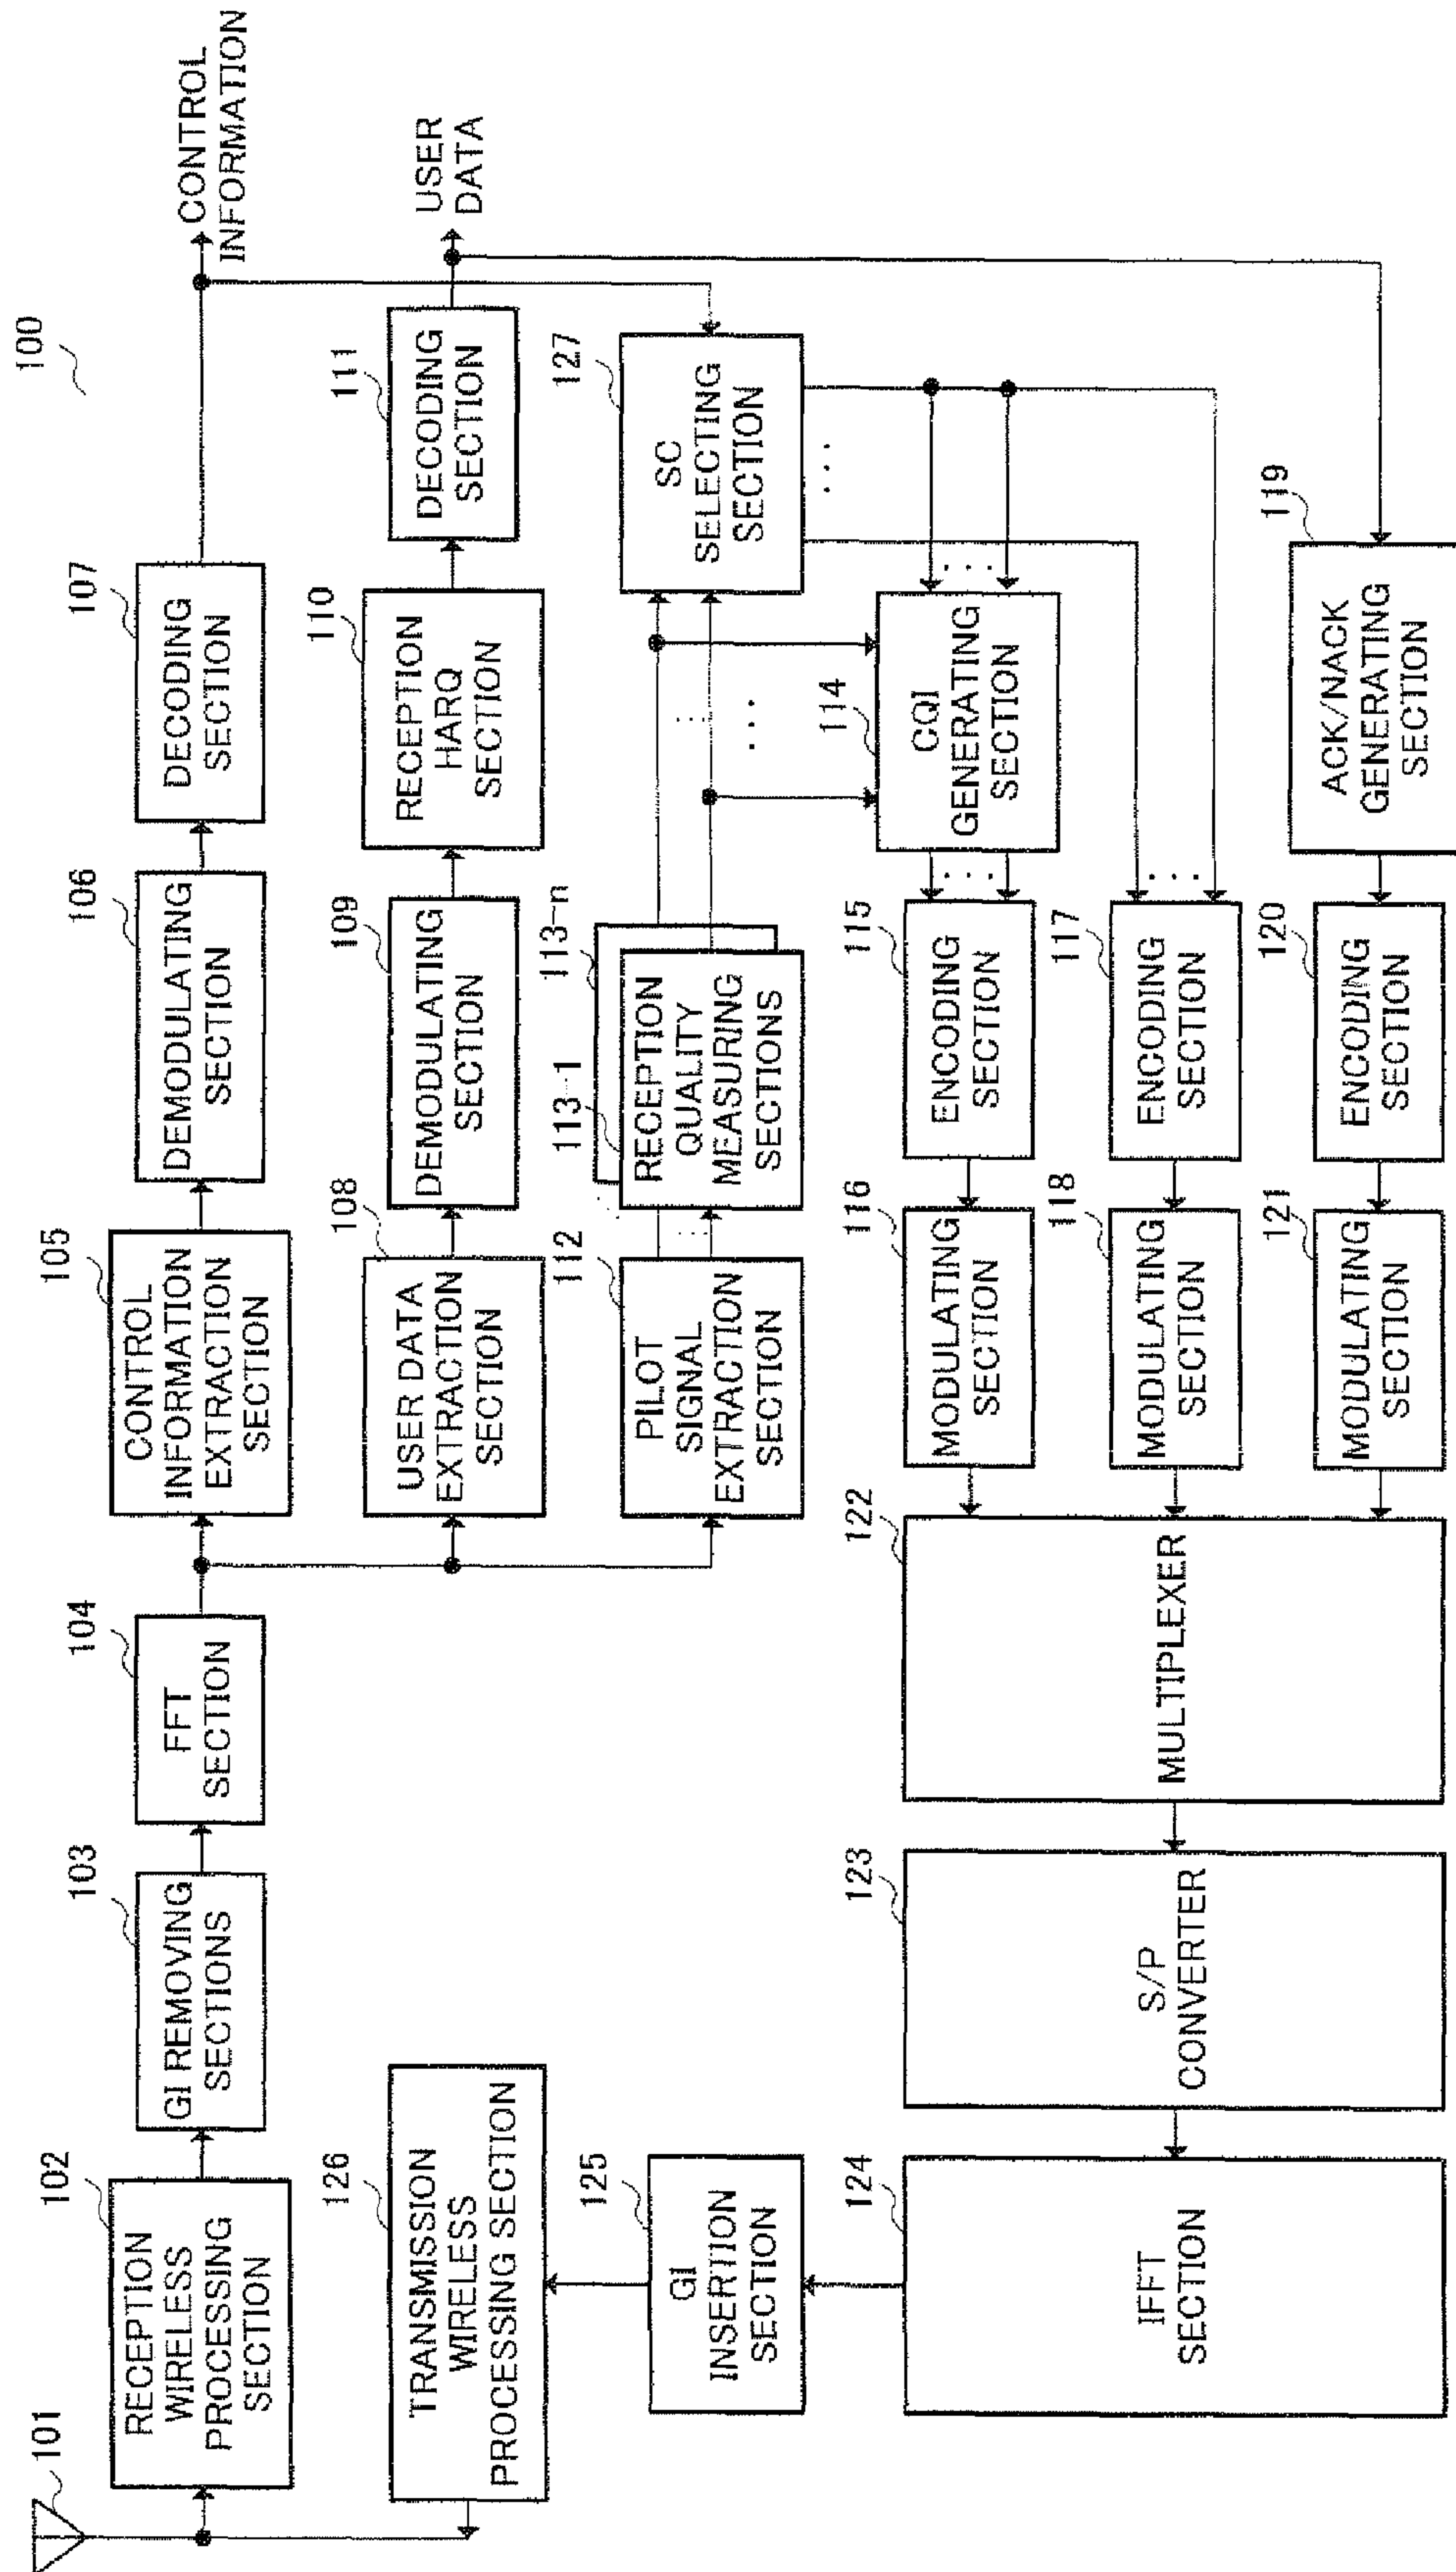 100
101
102
RECEPTION
WIRELESS
PROCESSING
SECTION
103
GI REMOVING
SECTIONS
104
FFT
SECTION
105
CONTROL
INFORMATION
EXTRACTION
SECTION
106
DEMODULATING
SECTION
107
DECODING
SECTION
CONTROL
INFORMATION
108
USER DATA
EXTRACTION
SECTION
109
DEMODULATING
SECTION
110
RECEPTION
HARQ
SECTION
111
DECODING
SECTION
USER
DATA
112
PILOT
SIGNAL
EXTRACTION
SECTION
113-1
113-n
RECEPTION
QUALITY
MEASURING
SECTIONS
127
SC
SELECTING
SECTION
114
CQI
GENERATING
SECTION
115
ENCODING
SECTION
116
MODULATING
SECTION
117
ENCODING
SECTION
118
MODULATING
SECTION
119
ACK/NACK
GENERATING
SECTION
120
ENCODING
SECTION
121
MODULATING
SECTION
122
MULTIPLEXER
123
S/P
CONVERTER
124
IFFT
SECTION
125
GI
INSERTION
SECTION
126
TRANSMISSION
WIRELESS
PROCESSING SECTION